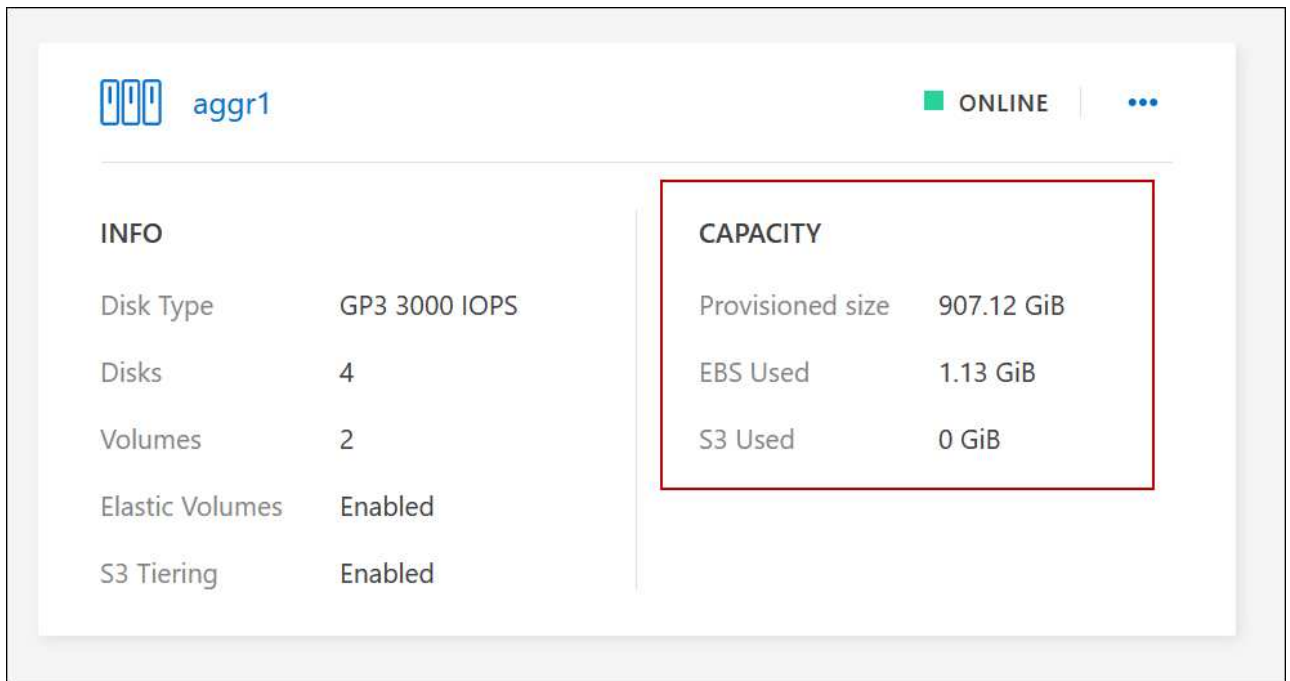 aggr1
ONLINE
INFO
Disk Type GP3 3000 IOPS
Disks 4
Volumes 2
Elastic Volumes Enabled
S3 Tiering Enabled
CAPACITY
Provisioned size 907.12 GiB
EBS Used 1.13 GiB
S3 Used 0 GiB